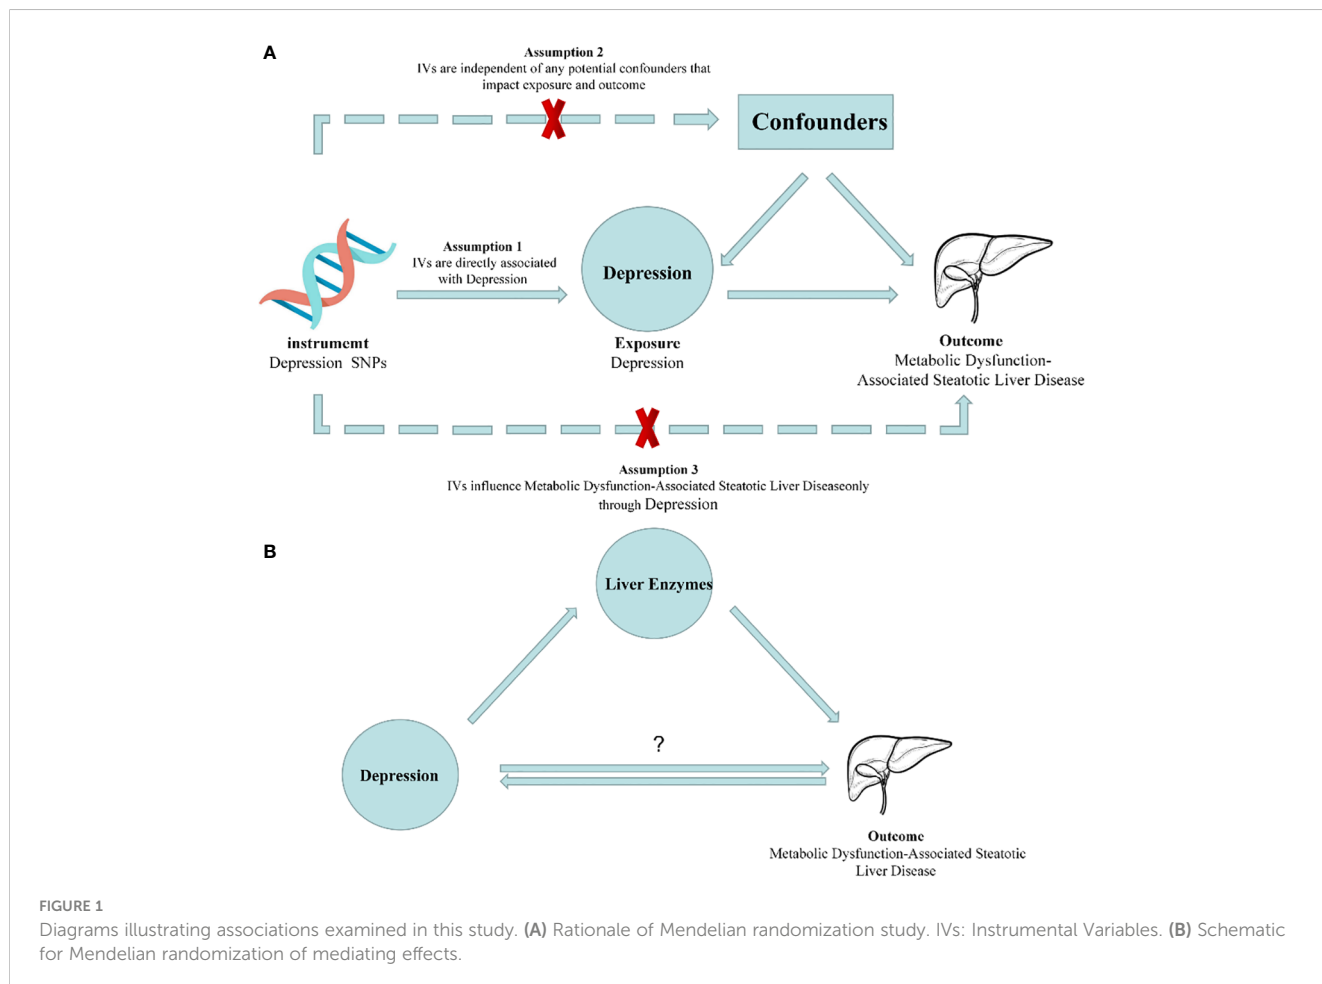 A
Assumption 2
IVs are independent of any potential confounders that
impact exposure and outcome
Confounders
Assumption 1
IVs are directly associated
with Depression
Depression
instrumemt
Depression SNPs
Exposure
Depression
Outcome
Metabolic Dysfunction-
Associated Steatotic Liver Disease
Assumption 3
IVs influence Metabolic Dysfunction-Associated Steatotic Liver Diseaseonly
through Depression
B
Liver Enzymes
?
Depression
Outcome
Metabolic Dysfunction-Associated Steatotic
Liver Disease
FIGURE 1
Diagrams illustrating associations examined in this study. (A) Rationale of Mendelian randomization study. IVs: Instrumental Variables. (B) Schematic
for Mendelian randomization of mediating effects.